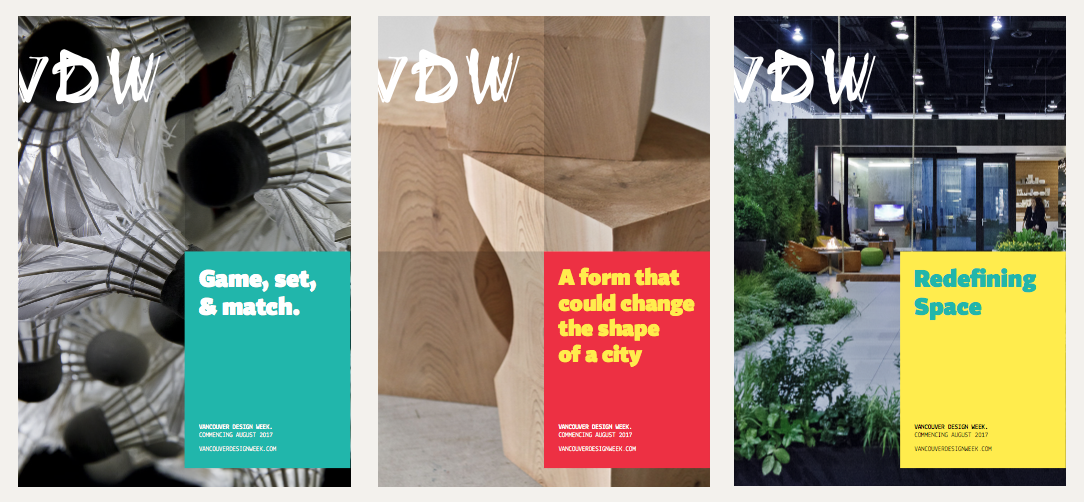 VDW
Game, set,
& match.
VANCOUVER DESIGN WEEK.
COMMENCING AUGUST 2017
VANCOUVERDESIGNWEEK.COM
VDW
A form that
could change
the shape
of a city
VANCOUVER DESIGN WEEK.
COMMENCING AUGUST 2017
VANCOUVERDESIGNWEEK.COM
VDW
Redefining
Space
VANCOUVER DESIGN WEEK.
COMMENCING AUGUST 2017
VANCOUVERDESIGNWEEK.COM